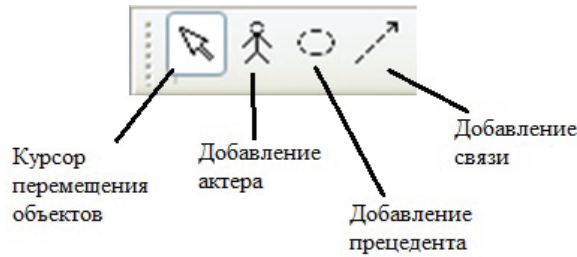 Курсор
перемещения
объектов
Добавление
актера
Добавление
прецедента
Добавление
связи